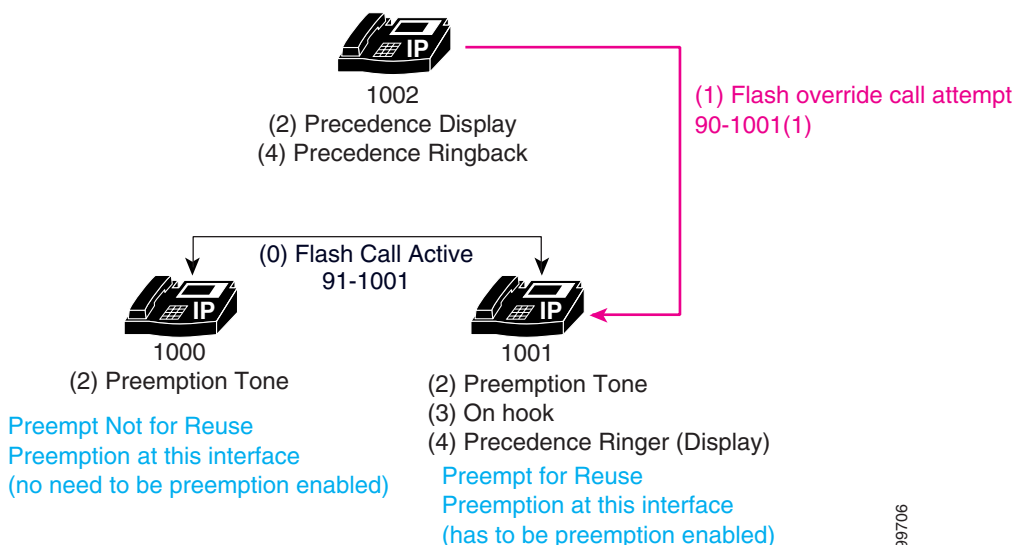 IP
1002
(2) Precedence Display
(4) Precedence Ringback
(1) Flash override call attempt
90-1001(1)
(0) Flash Call Active
91-1001
IP
1000
(2) Preemption Tone
Preempt Not for Reuse
Preemption at this interface
(no need to be preemption enabled)
IP
1001
(2) Preemption Tone
(3) On hook
(4) Precedence Ringer (Display)
Preempt for Reuse
Preemption at this interface
(has to be preemption enabled)
99706